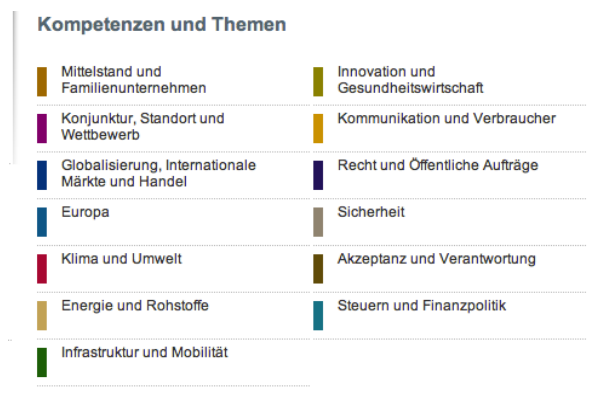 Kompetenzen und Themen
Mittelstand und
Familienunternehmen
Konjunktur, Standort und
Wettbewerb
Globalisierung, Internationale
Märkte und Handel
Europa
Klima und Umwelt
Energie und Rohstoffe
Infrastruktur und Mobilität
Innovation und
Gesundheitswirtschaft
Kommunikation und Verbraucher
Recht und Öffentliche Aufträge
Sicherheit
Akzeptanz und Verantwortung
Steuern und Finanzpolitik